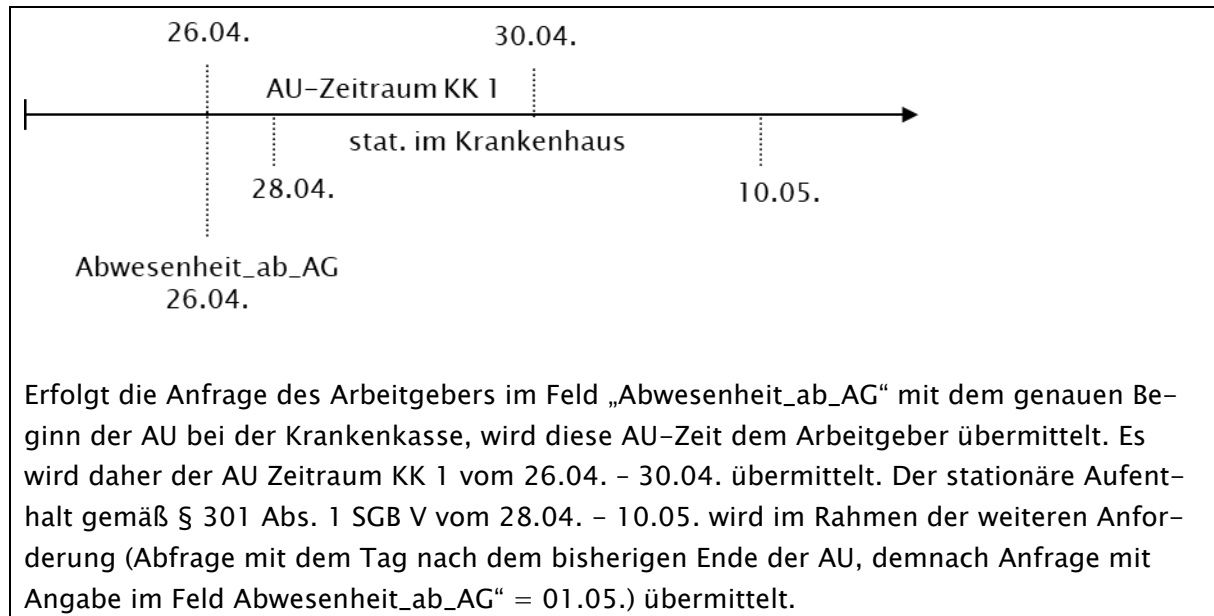 26.04. 30.04.
AU-Zeitraum KK 1
stat. im Krankenhaus
28.04. 10.05.
Abwesenheit_ab_AG
26.04.
Erfolgt die Anfrage des Arbeitgebers im Feld „Abwesenheit_ab_AG“ mit dem genauen Be-
ginn der AU bei der Krankenkasse, wird diese AU-Zeit dem Arbeitgeber übermittelt. Es
wird daher der AU Zeitraum KK 1 vom 26.04. – 30.04. übermittelt. Der stationäre Aufent-
halt gemäß § 301 Abs. 1 SGB V vom 28.04. – 10.05. wird im Rahmen der weiteren Anfor-
derung (Abfrage mit dem Tag nach dem bisherigen Ende der AU, demnach Anfrage mit
Angabe im Feld Abwesenheit_ab_AG“ = 01.05.) übermittelt.